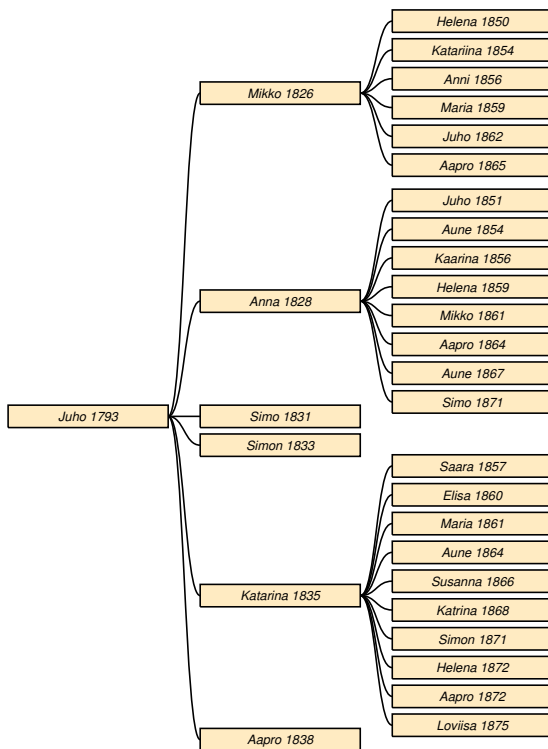 Helena 1850
Katariina 1854
Mikko 1826
Anni 1856
Maria 1859
Juho 1862
Aapro 1865
Juho 1851
Aune 1854
Kaarina 1856
Anna 1828
Helena 1859
Mikko 1861
Aapro 1864
Aune 1867
Simo 1871
Juho 1793
Simo 1831
Simon 1833
Saara 1857
Elisa 1860
Maria 1861
Aune 1864
Katarina 1835
Susanna 1866
Katrina 1868
Simon 1871
Helena 1872
Aapro 1872
Loviisa 1875
Aapro 1838